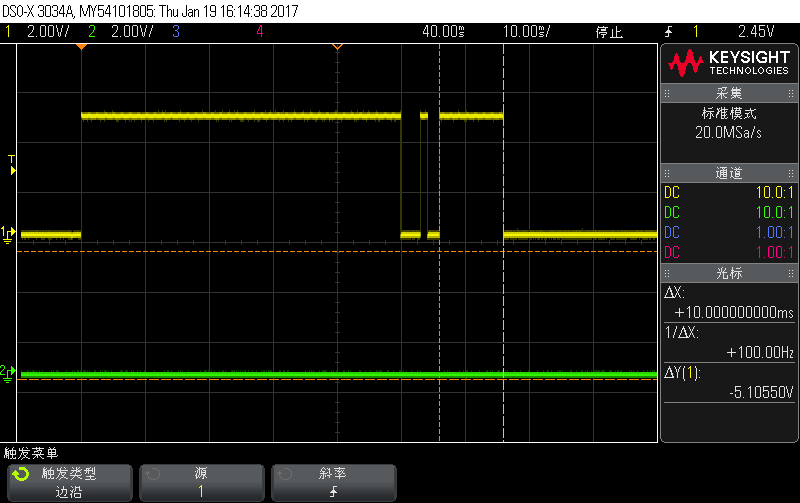 DSO-X 3034A, MY54101805: Thu Jan 19 16:14:38 2017
1 2.00V/ 2 2.00V/ 3 4 40.00ms 10.00ms/ 停止 1 2.45V
KEYSIGHT
TECHNOLOGIES
采集
标准模式
20.0MSa/s
通道
DC 10.0:1
DC 10.0:1
DC 1.00:1
DC 1.00:1
光标
ΔX:
+10.000000000ms
1/ΔX:
+100.00Hz
ΔY(1):
-5.10550V
T
1
2
触发菜单
触发类型
边沿
源
1
斜率